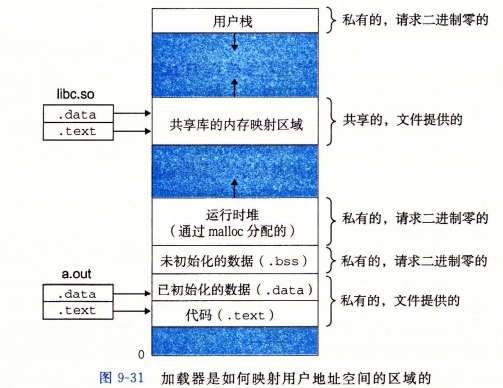 用户栈
私有的，请求二进制零的
libc.so
.data
.text
共享库的内存映射区域
共享的，文件提供的
运行时堆
（通过 malloc 分配的）
私有的，请求二进制零的
未初始化的数据（.bss）
私有的，请求二进制零的
a.out
.data
.text
已初始化的数据（.data）
代码（.text）
私有的，文件提供的
0
图 9-31 加载器是如何映射用户地址空间的区域的